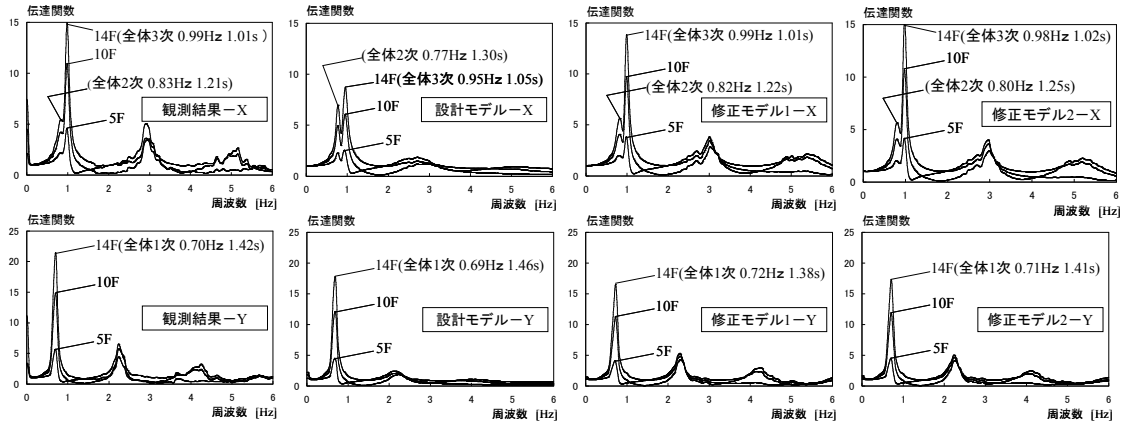 伝達関数
15
10
5
0
14F(全体3次 0.99Hz 1.01s )
10F
(全体2次 0.83Hz 1.21s)
5F
観測結果-X
0 1 2 3 4 5 6
周波数 [Hz]
伝達関数
15
10
5
0
(全体2次 0.77Hz 1.30s)
14F(全体3次 0.95Hz 1.05s)
10F
5F
設計モデル-X
0 1 2 3 4 5 6
周波数 [Hz]
伝達関数
15
10
5
0
14F(全体3次 0.99Hz 1.01s)
10F
(全体2次 0.82Hz 1.22s)
5F
修正モデル1-X
0 1 2 3 4 5 6
周波数 [Hz]
伝達関数
15
10
5
0
14F(全体3次 0.98Hz 1.02s)
10F
(全体2次 0.80Hz 1.25s)
5F
修正モデル2-X
0 1 2 3 4 5 6
周波数 [Hz]
伝達関数
25
20
15
10
5
0
14F(全体1次 0.70Hz 1.42s)
10F
5F
観測結果-Y
0 1 2 3 4 5 6
周波数 [Hz]
伝達関数
25
20
15
10
5
0
14F(全体1次 0.69Hz 1.46s)
10F
5F
設計モデル-Y
0 1 2 3 4 5 6
周波数 [Hz]
伝達関数
25
20
15
10
5
0
14F(全体1次 0.72Hz 1.38s)
10F
5F
修正モデル1-Y
0 1 2 3 4 5 6
周波数 [Hz]
伝達関数
25
20
15
10
5
0
14F(全体1次 0.71Hz 1.41s)
10F
5F
修正モデル2-Y
0 1 2 3 4 5 6
周波数 [Hz]